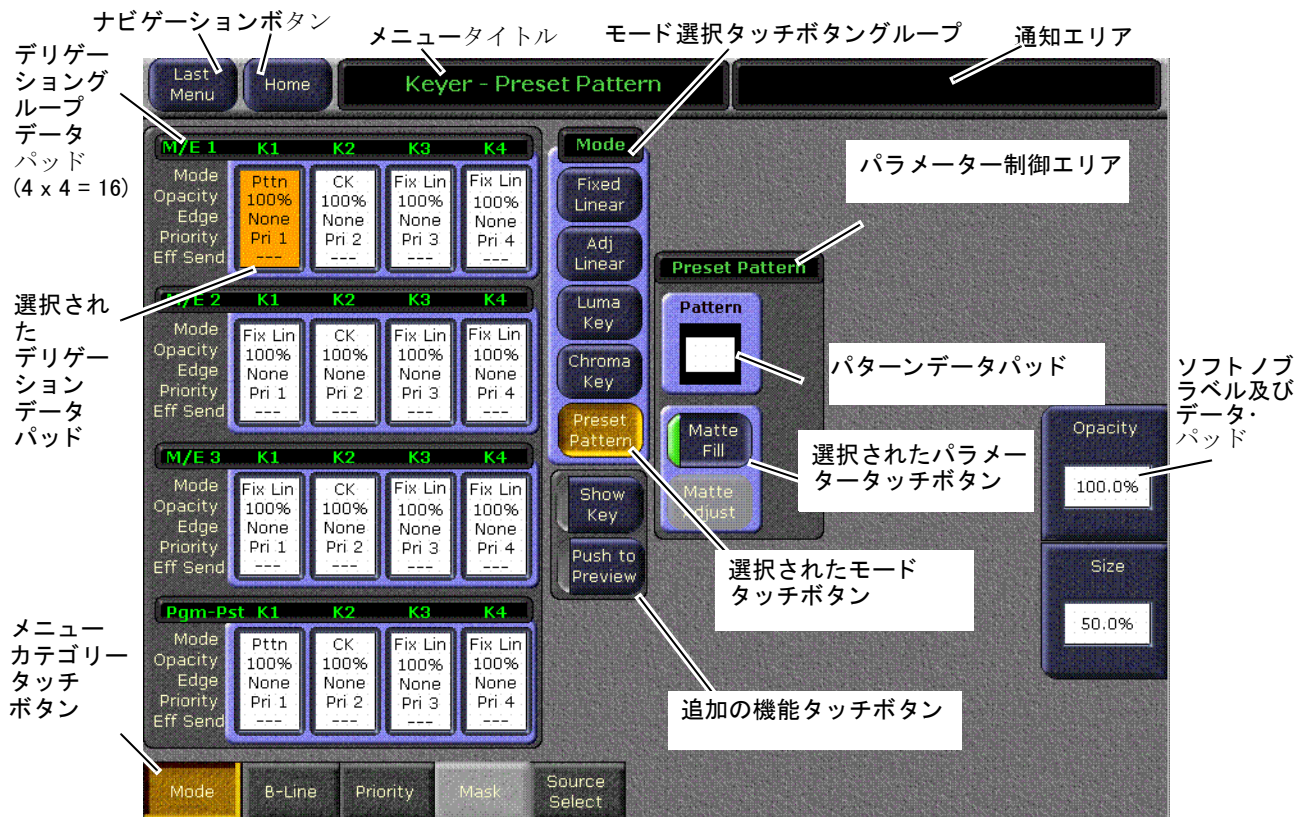 ナビゲーションボタン
メニュータイトル
モード選択タッチボタングループ
通知エリア
デリゲー
ショング
ループ
データ
パッド
(4 x 4 = 16)
Last
Menu
Home
Keyer - Preset Pattern
M/E 1 K1 K2 K3 K4
Mode Pttn CK Fix Lin Fix Lin
Opacity 100% 100% 100% 100%
Edge None None None None
Priority Pri 1 Pri 2 Pri 3 Pri 4
Eff Send --- --- --- ---
選択され
た
デリゲー
ション
データ
パッド
M/E 2 K1 K2 K3 K4
Mode Fix Lin CK Fix Lin Fix Lin
Opacity 100% 100% 100% 100%
Edge None None None None
Priority Pri 1 Pri 2 Pri 3 Pri 4
Eff Send --- --- --- ---
M/E 3 K1 K2 K3 K4
Mode Fix Lin CK Fix Lin Fix Lin
Opacity 100% 100% 100% 100%
Edge None None None None
Priority Pri 1 Pri 2 Pri 3 Pri 4
Eff Send --- --- --- ---
Pgm-Pst K1 K2 K3 K4
Mode Pttn CK Fix Lin Fix Lin
Opacity 100% 100% 100% 100%
Edge None None None None
Priority Pri 1 Pri 2 Pri 3 Pri 4
Eff Send --- --- --- ---
メニュー
カテゴリー
タッチ
ボタン
Mode
Fixed
Linear
Adj
Linear
Luma
Key
Chroma
Key
Preset
Pattern
Show
Key
Push to
Preview
パラメーター制御エリア
Preset Pattern
Pattern
パターンデータパッド
Matte
Fill
Matte
Adjust
選択されたパラメー
タータッチボタン
選択されたモード
タッチボタン
追加の機能タッチボタン
ソフトノブ
ラベル及び
データ・
パッド
Opacity
100.0%
Size
50.0%
Mode
B-Line
Priority
Mask
Source
Select